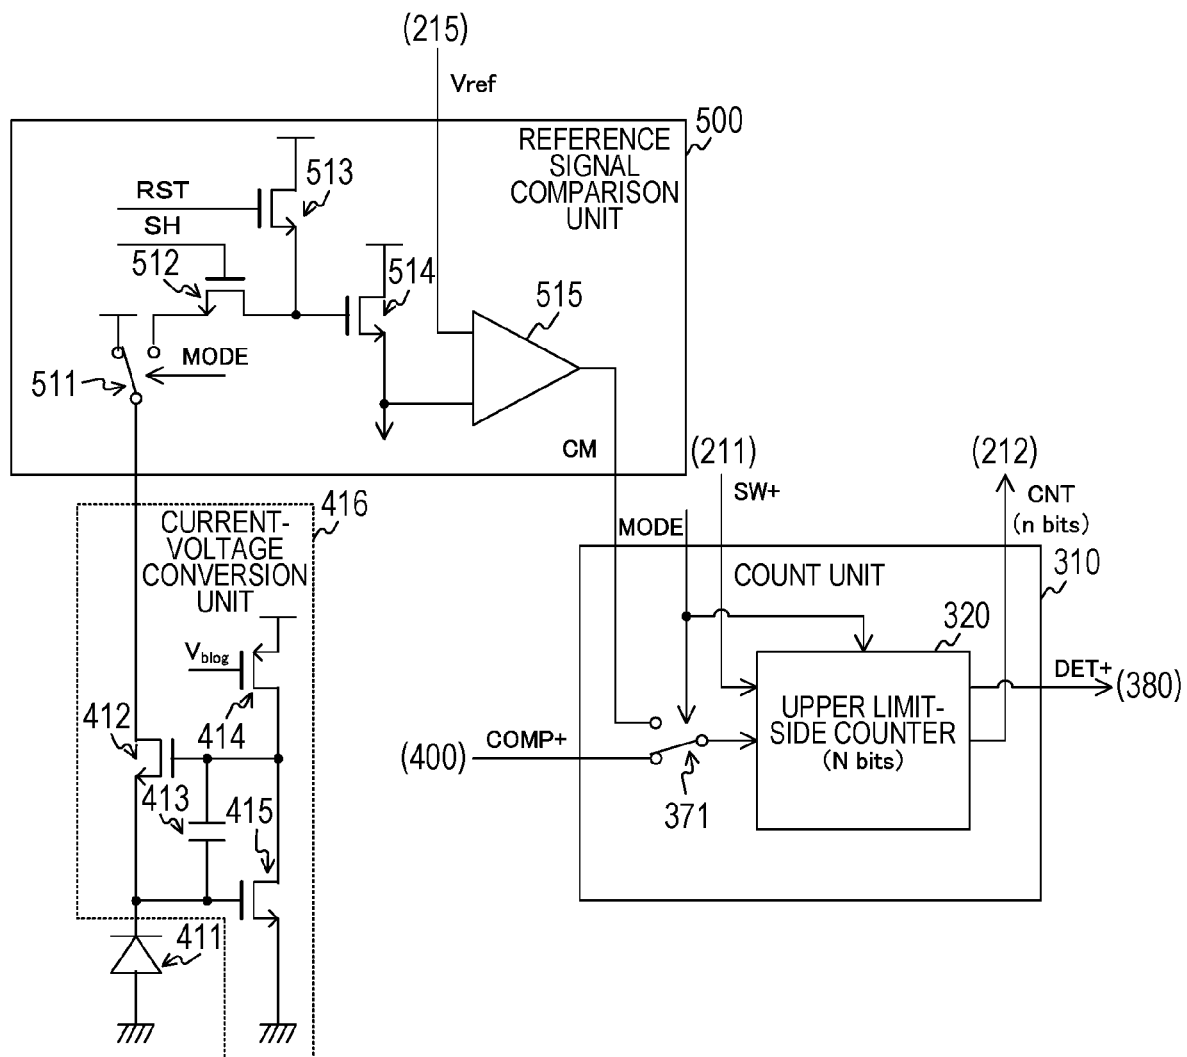 (215)
Vref
REFERENCE
SIGNAL
COMPARISON
UNIT
500
513
RST
SH
512
514
515
MODE
511
CM
(211)
SW+
(212)
CNT
(n bits)
416
CURRENT-
VOLTAGE
CONVERSION
UNIT
MODE
COUNT UNIT
310
320
Vblog
DET+
(380)
UPPER LIMIT-
SIDE COUNTER
(N bits)
412
414
COMP+
(400)
371
413
415
411